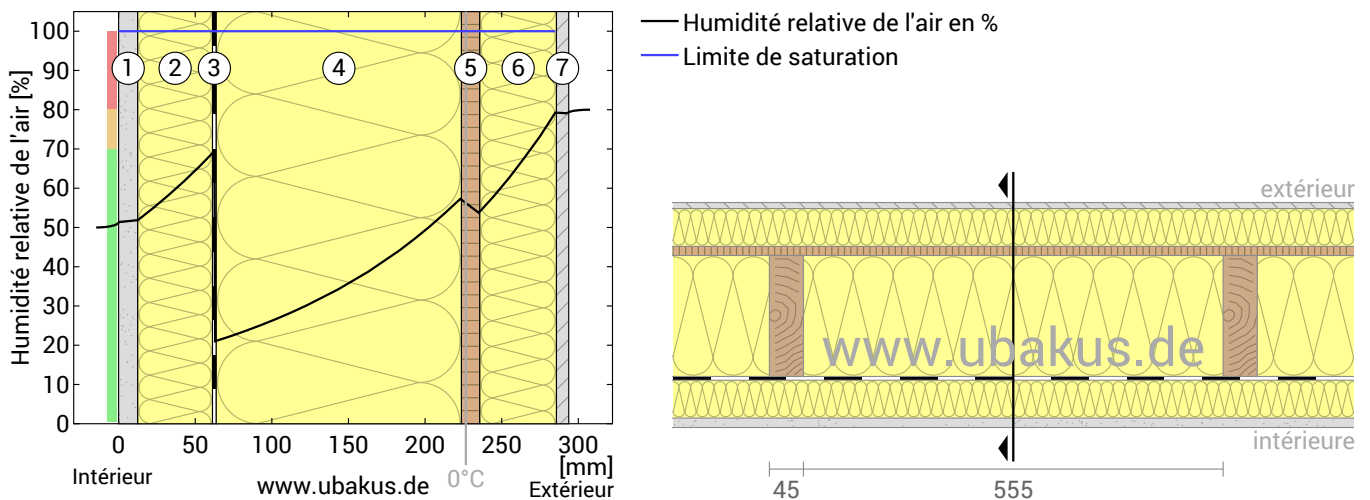 Humidité relative de l'air [%]
100
90
80
70
60
50
40
30
20
10
0
1 2 3 4 5 6 7
0 50 100 150 200 250 300
[mm]
Intérieur
www.ubakus.de
0°C
Extérieur
Humidité relative de l'air en %
Limite de saturation
extérieur
www.ubakus.de
intérieure
45 555